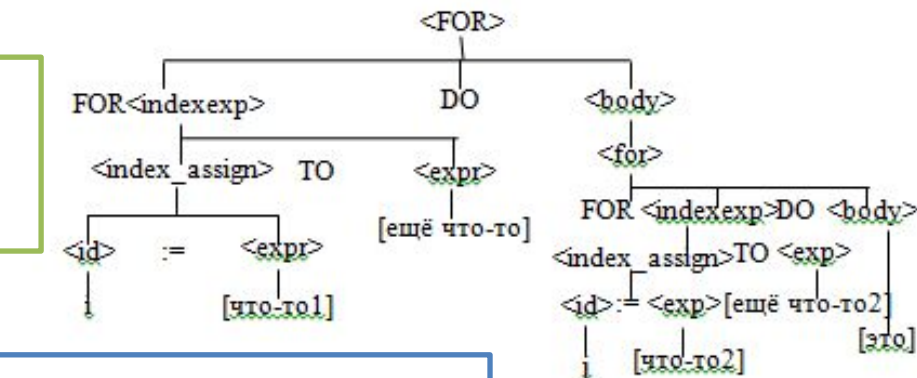 <FOR>
FOR<indexexp> DO <body>
<for>
<index_assign> TO <expr>
FOR <indexexp>DO <body>
[ещё что-то]
<id> := <expr>
<index_assign>TO <exp>
i [что-то1]
<id>:= <exp>[ещё что-то2]
[это]
i [что-то2]